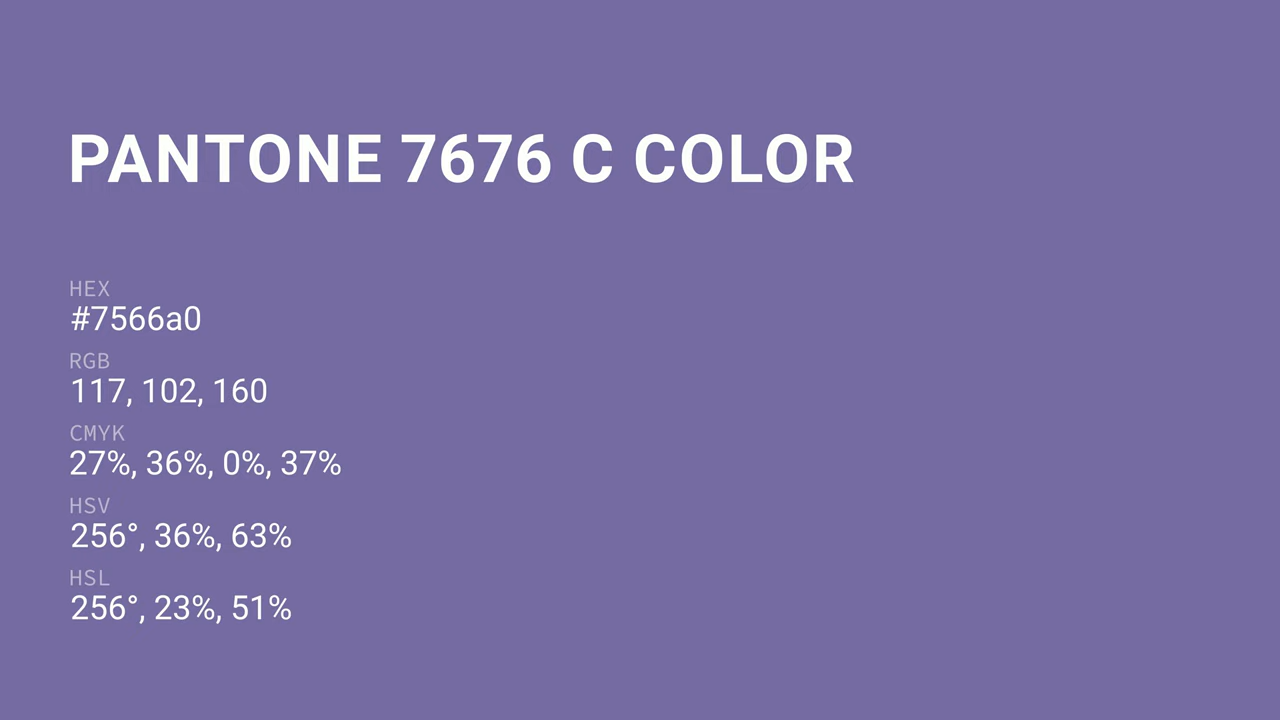 PANTONE 7676 C COLOR
HEX
#7566a0
RGB
117, 102, 160
CMYK
27%, 36%, 0%, 37%
HSV
256°, 36%, 63%
HSL
256°, 23%, 51%